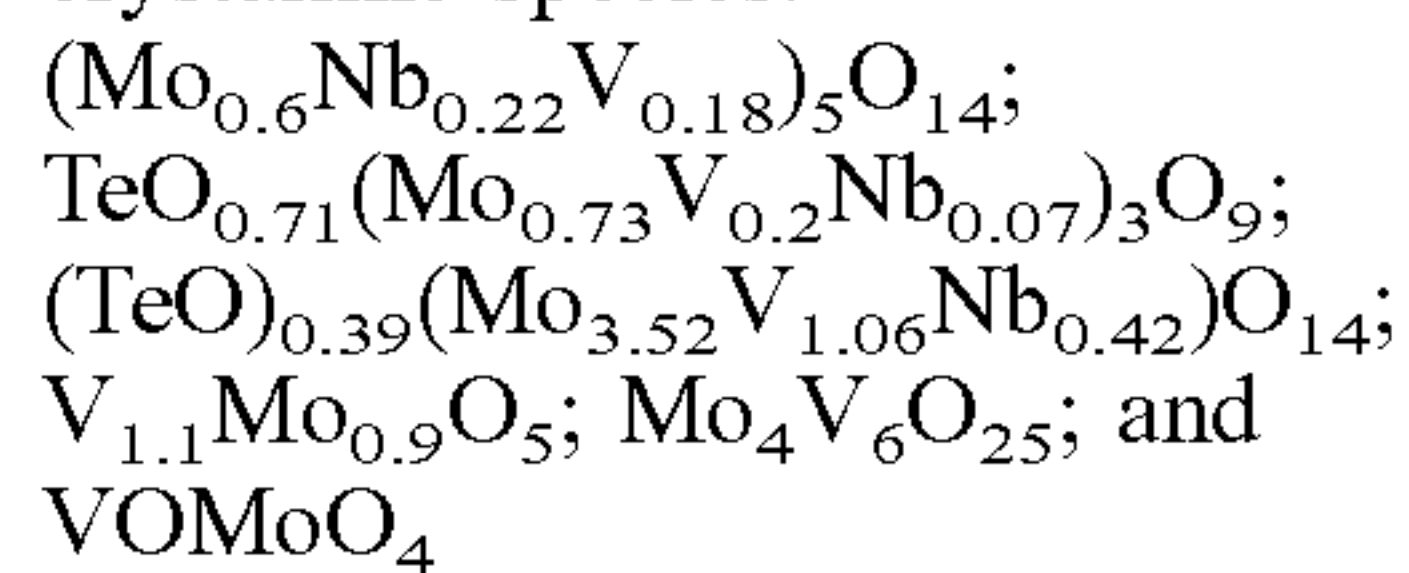 (Mo₀.₆Nb₀.₂₂V₀.₁₈)₅O₁₄;
TeO₀.₇₁(Mo₀.₇₃V₀.₂Nb₀.₀₇)₃O₉;
(TeO)₀.₃₉(Mo₃.₅₂V₁.₀₆Nb₀.₄₂)O₁₄;
V₁.₁Mo₀.₉O₅; Mo₄V₆O₂₅; and
VOMoO₄